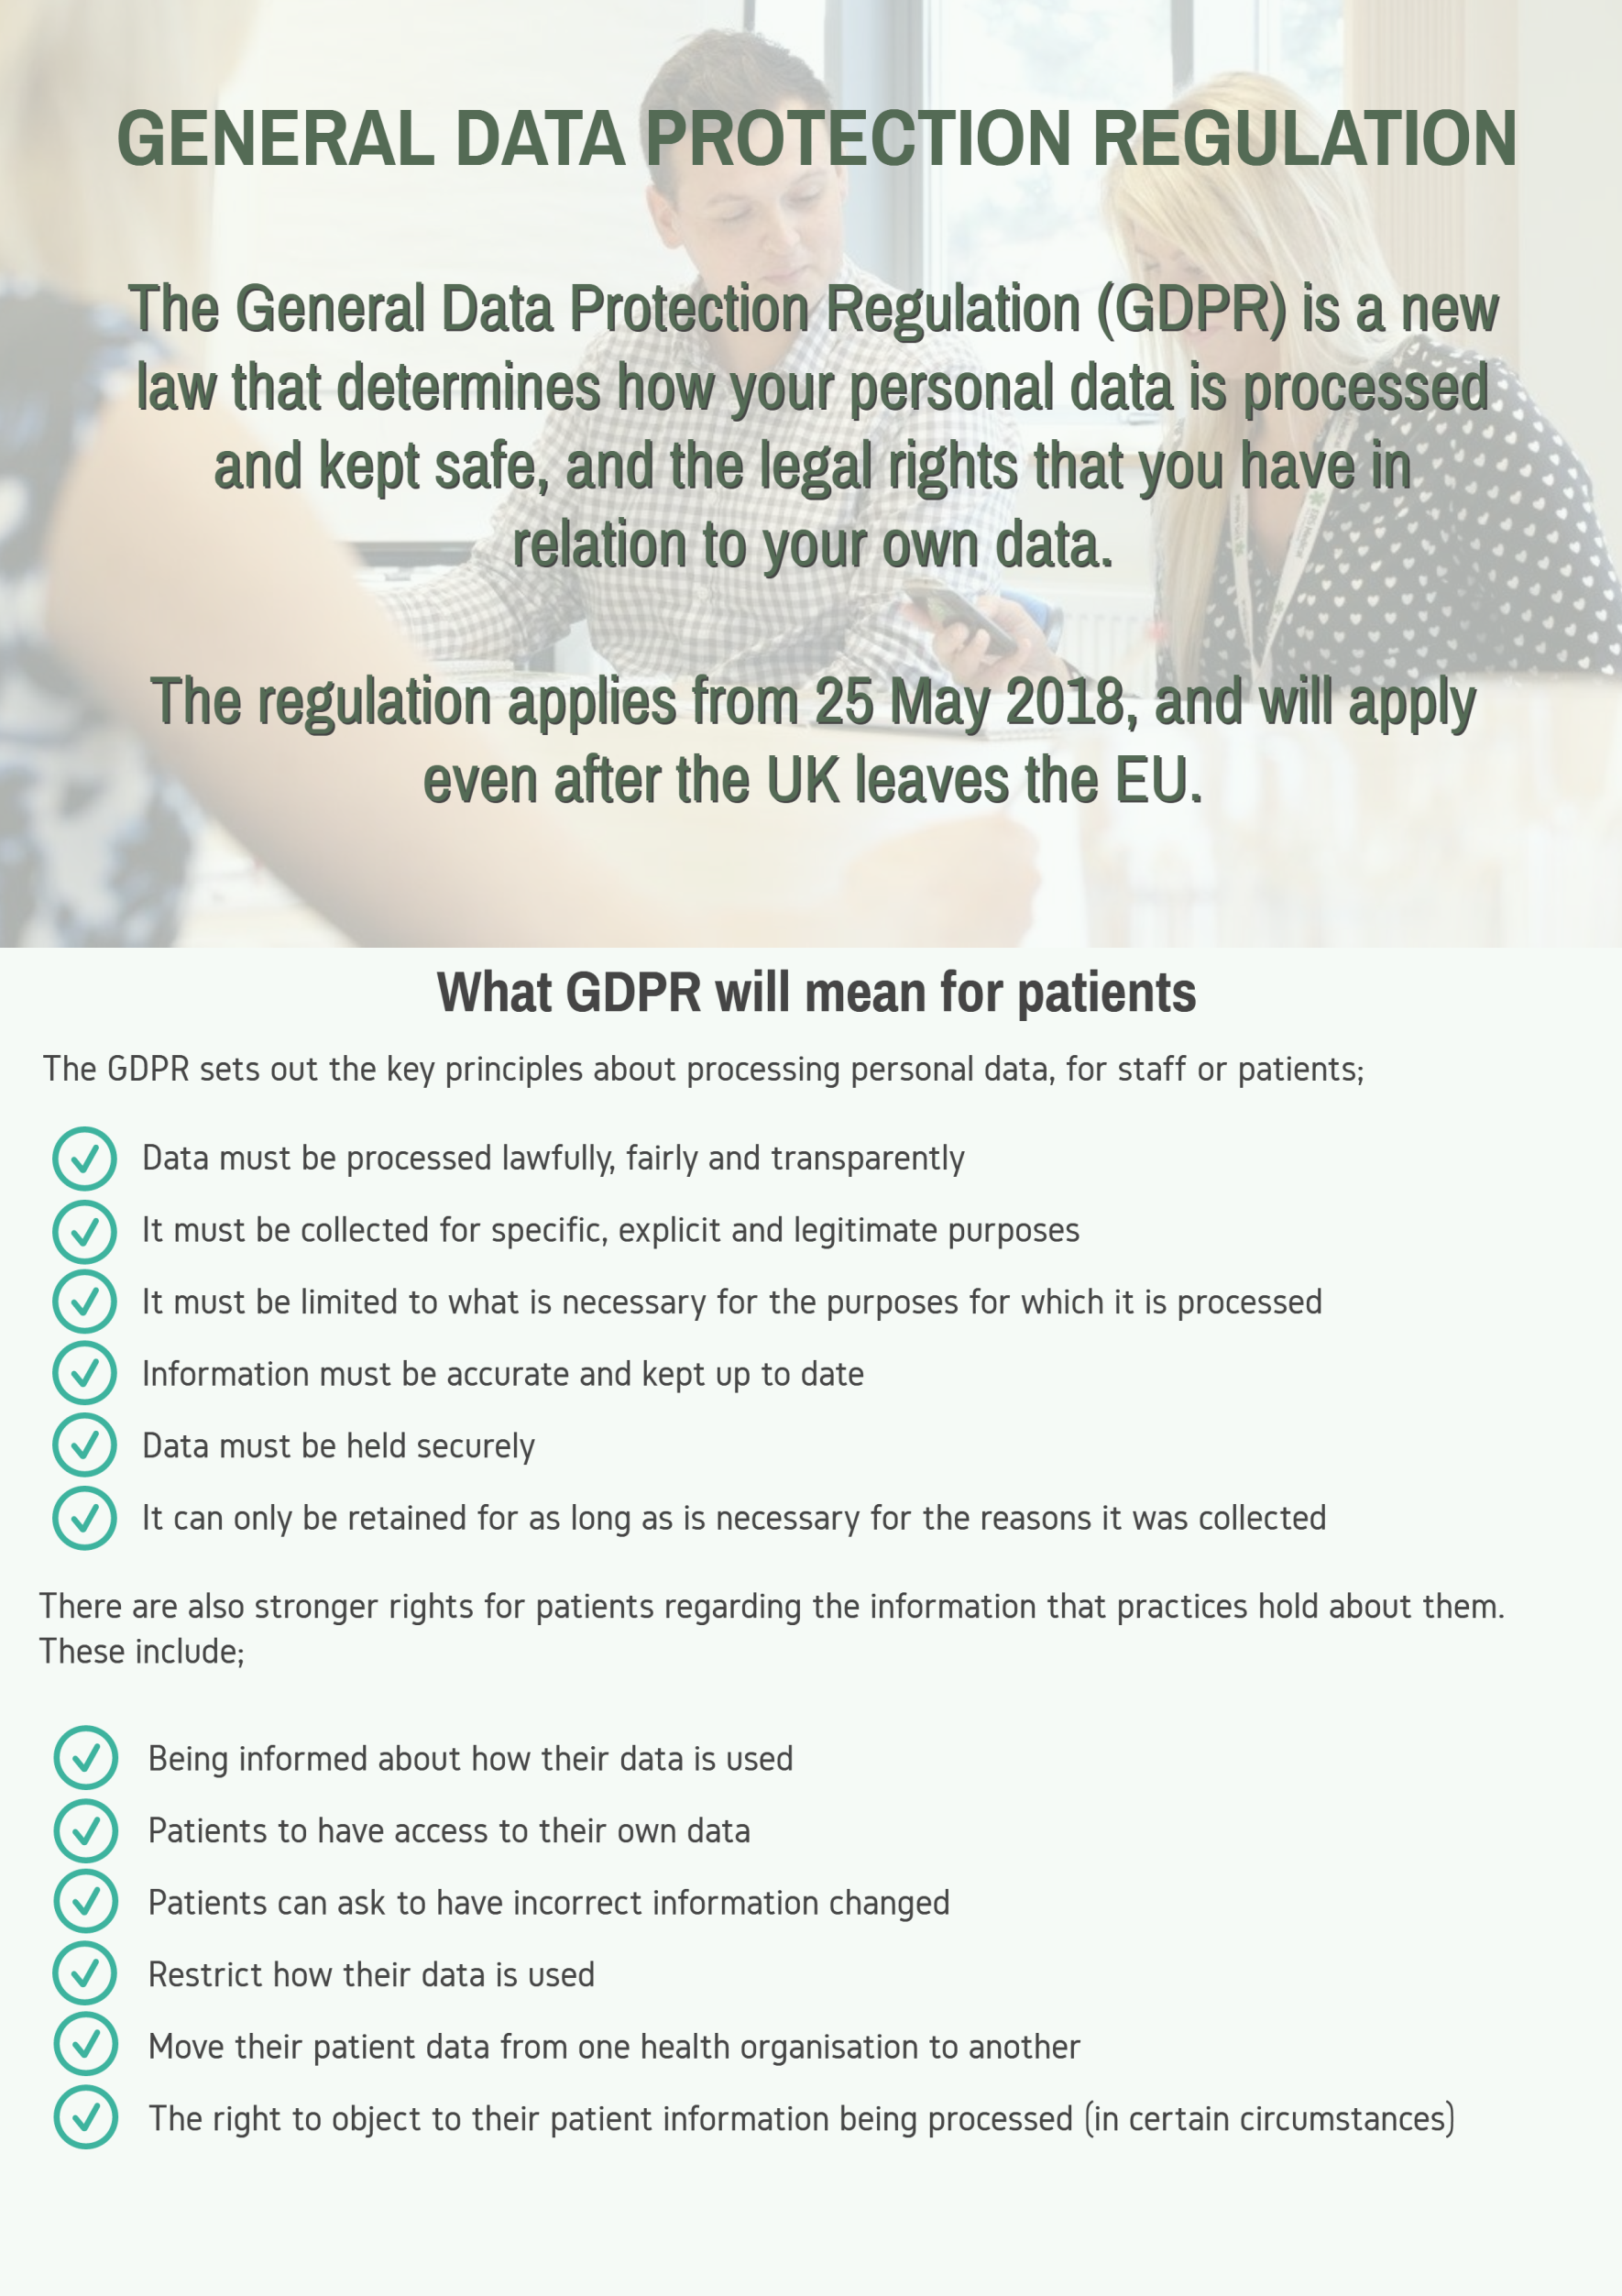 GENERAL DATA PROTECTION REGULATION
The General Data Protection Regulation (GDPR) is a new
law that determines how your personal data is processed
and kept safe, and the legal rights that you have in
relation to your own data.
The regulation applies from 25 May 2018, and will apply
even after the UK leaves the EU.
What GDPR will mean for patients
The GDPR sets out the key principles about processing personal data, for staff or patients;
Data must be processed lawfully, fairly and transparently
It must be collected for specific, explicit and legitimate purposes
It must be limited to what is necessary for the purposes for which it is processed
Information must be accurate and kept up to date
Data must be held securely
It can only be retained for as long as is necessary for the reasons it was collected
There are also stronger rights for patients regarding the information that practices hold about them.
These include;
Being informed about how their data is used
Patients to have access to their own data
Patients can ask to have incorrect information changed
Restrict how their data is used
Move their patient data from one health organisation to another
The right to object to their patient information being processed (in certain circumstances)